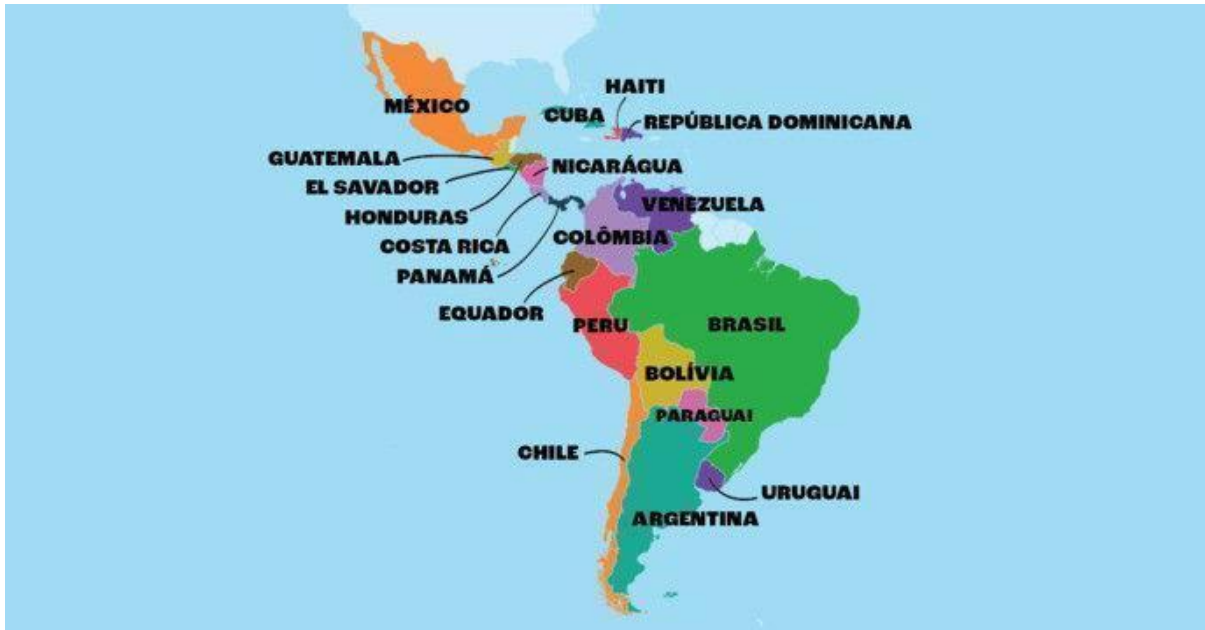 HAITI
MÉXICO
CUBA
REPÚBLICA DOMINICANA
GUATEMALA
NICARÁGUA
EL SAVADOR
VENEZUELA
HONDURAS
COLÔMBIA
COSTA RICA
PANAMÁ
EQUADOR
PERU
BRASIL
BOLÍVIA
PARAGUAI
CHILE
URUGUAI
ARGENTINA